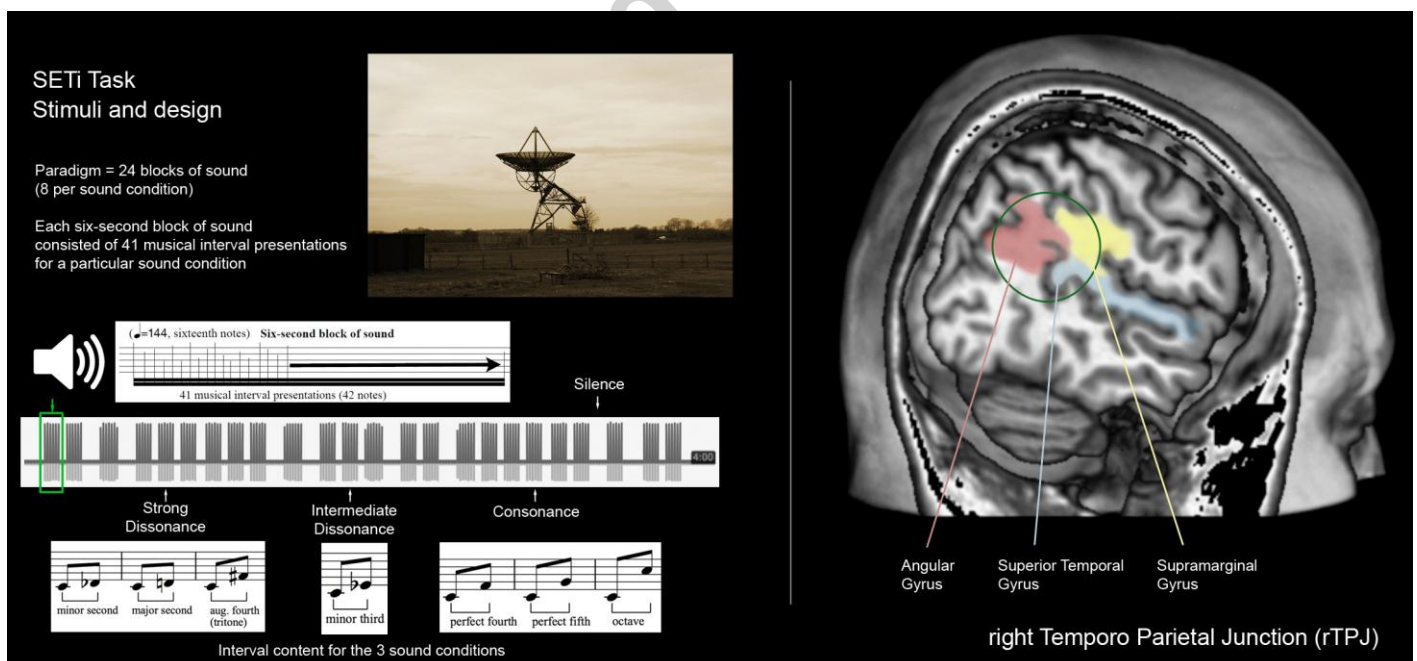 SETi Task
Stimuli and design
Paradigm = 24 blocks of sound
(8 per sound condition)
Each six-second block of sound
consisted of 41 musical interval presentations
for a particular sound condition
(♩=144, sixteenth notes) Six-second block of sound
41 musical interval presentations (42 notes)
Silence
4:00
Strong
Dissonance
Intermediate
Dissonance
Consonance
minor second
major second
aug. fourth
(tritone)
minor third
perfect fourth
perfect fifth
octave
Interval content for the 3 sound conditions
Angular
Gyrus
Superior Temporal
Gyrus
Supramarginal
Gyrus
right Temporo Parietal Junction (rTPJ)